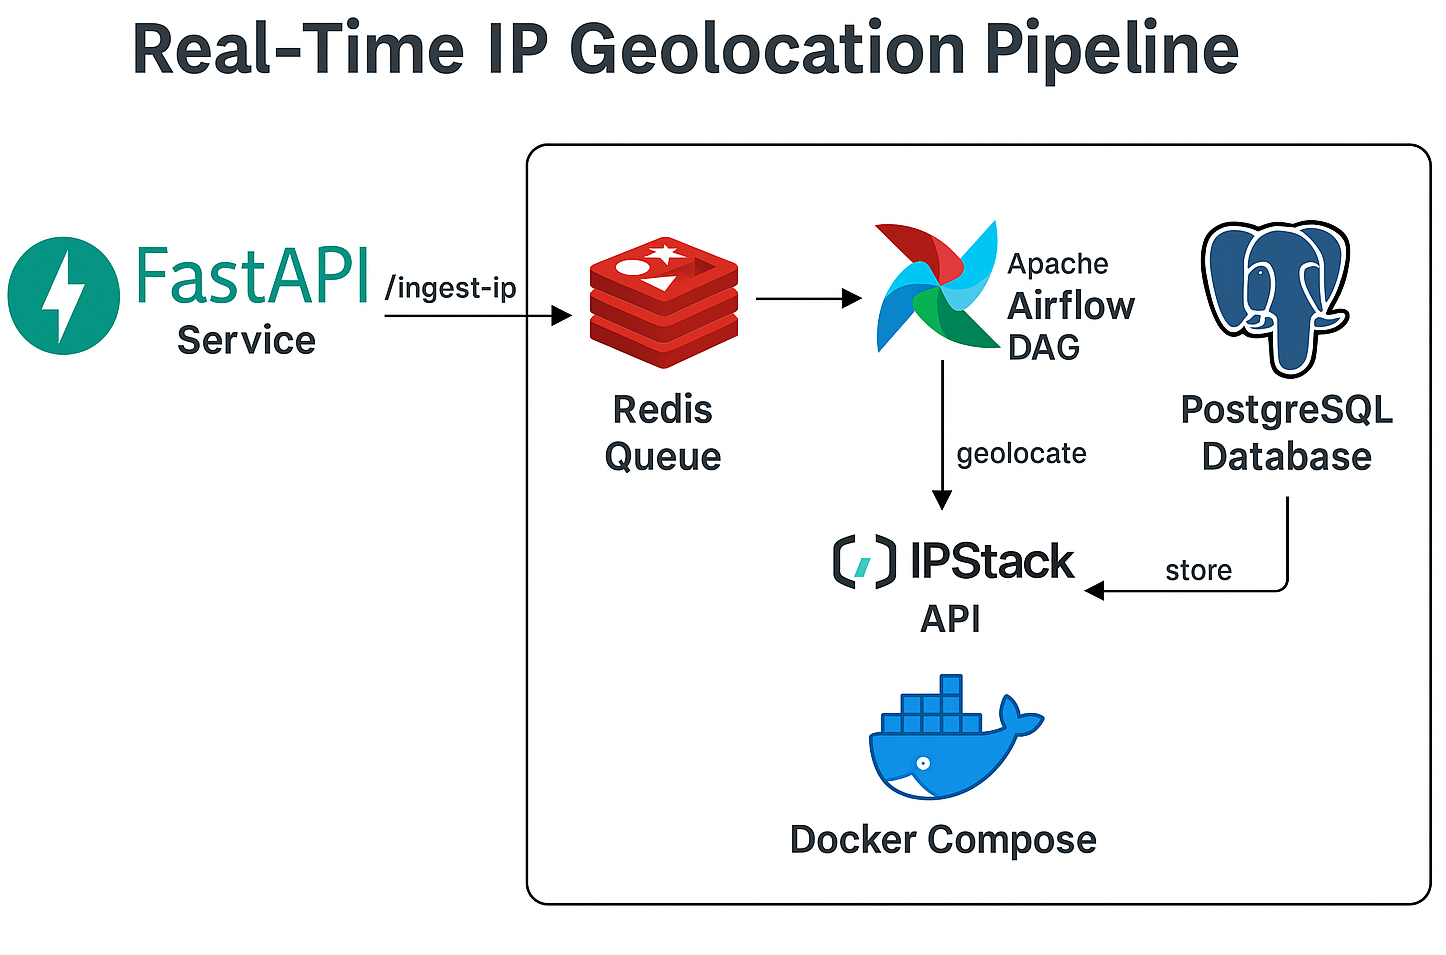 Real-Time IP Geolocation Pipeline
FastAPI
Service
/ingest-ip
Redis
Queue
Apache
Airflow
DAG
PostgreSQL
Database
geolocate
IPStack
API
store
Docker Compose